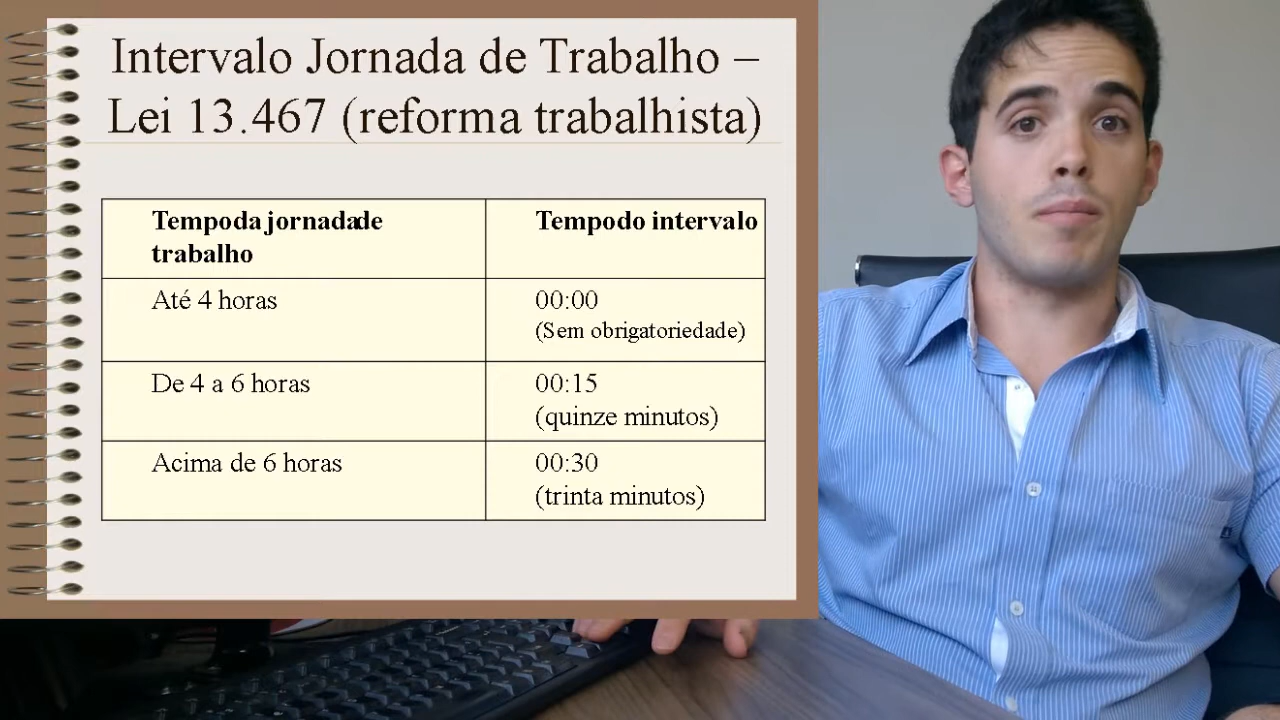 Intervalo Jornada de Trabalho –
Lei 13.467 (reforma trabalhista)
Tempoda jornadade
trabalho
Tempodo intervalo
Até 4 horas
00:00
(Sem obrigatoriedade)
De 4 a 6 horas
00:15
(quinze minutos)
Acima de 6 horas
00:30
(trinta minutos)